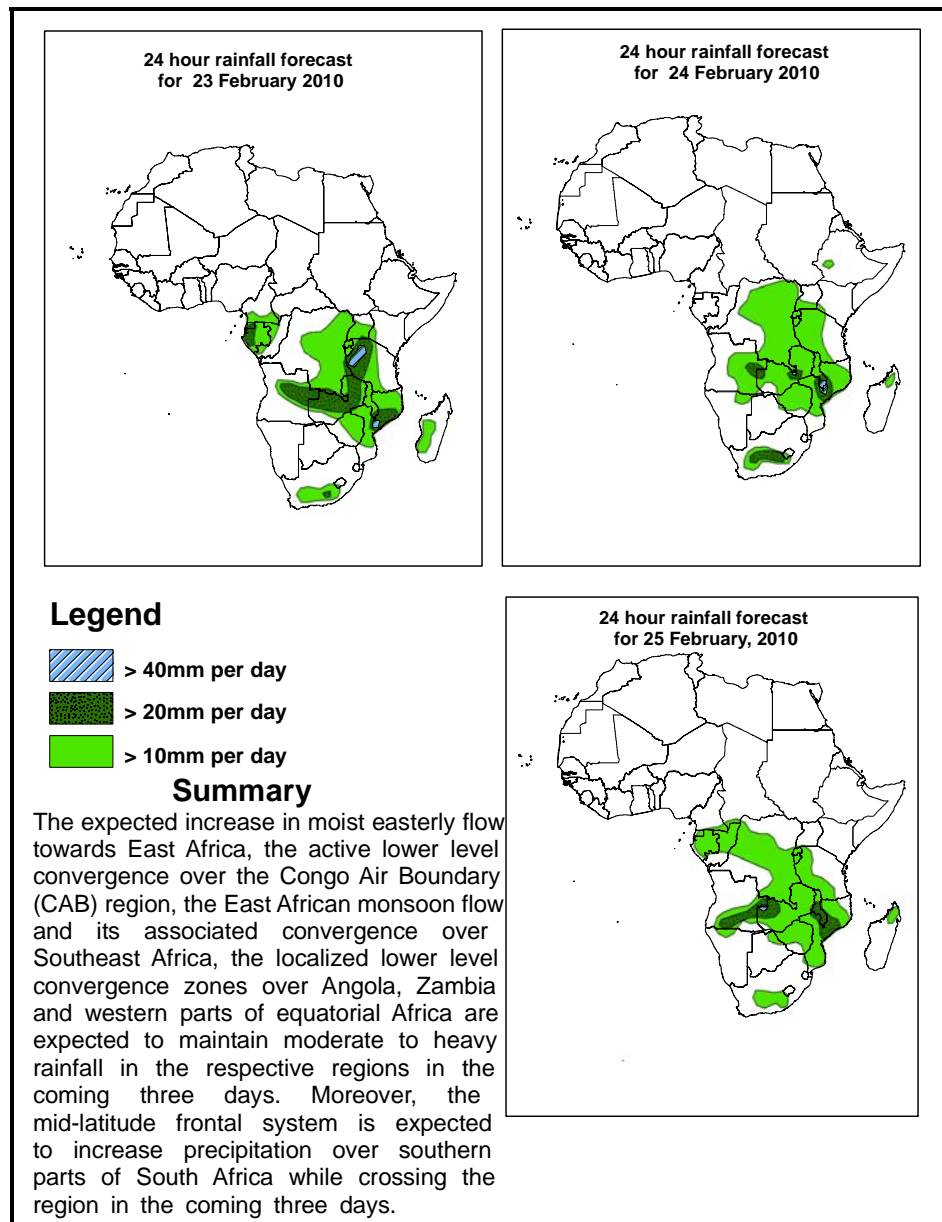 24 hour rainfall forecast
for 23 February 2010
24 hour rainfall forecast
for 24 February 2010
Legend
> 40mm per day
> 20mm per day
> 10mm per day
24 hour rainfall forecast
for 25 February, 2010
Summary
The expected increase in moist easterly flow
towards East Africa, the active lower level
convergence over the Congo Air Boundary
(CAB) region, the East African monsoon flow
and its associated convergence over
Southeast Africa, the localized lower level
convergence zones over Angola, Zambia
and western parts of equatorial Africa are
expected to maintain moderate to heavy
rainfall in the respective regions in the
coming three days. Moreover, the
mid-latitude frontal system is expected
to increase precipitation over southern
parts of South Africa while crossing the
region in the coming three days.